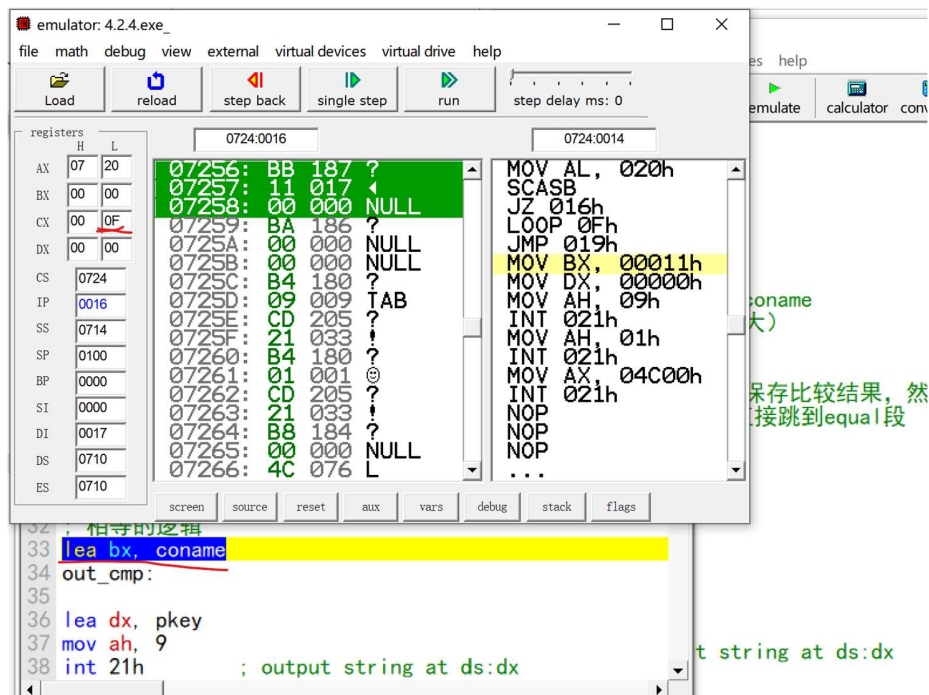 emulator: 4.2.4.exe_
file math debug view external virtual devices virtual drive help
es help
Load reload step back single step run step delay ms: 0
emulate calculator conv
registers
H L
0724:0016 0724:0014
AX 07 20
BX 00 00
CX 00 0F
DX 00 00
CS 0724
IP 0016
SS 0714
SP 0100
BP 0000
SI 0000
DI 0017
DS 0710
ES 0710
07256: BB 187 ?
07257: 11 017 ◄
07258: 00 000 NULL
07259: BA 186 ?
0725A: 00 000 NULL
0725B: 00 000 NULL
0725C: B4 180 ?
0725D: 09 009 TAB
0725E: CD 205 ?
0725F: 21 033 !
07260: B4 180 ?
07261: 01 001 ☺
07262: CD 205 ?
07263: 21 033 !
07264: B8 184 ?
07265: 00 000 NULL
07266: 4C 076 L
MOV AL, 020h
SCASB
JZ 016h
LOOP 0Fh
JMP 019h
MOV BX, 00011h
MOV DX, 00000h
MOV AH, 09h
INT 021h
MOV AH, 01h
INT 021h
MOV AX, 04C00h
INT 021h
NOP
NOP
NOP
...
coname
大）
保存比较结果，然
接跳到equal段
screen source reset aux vars debug stack flags
32 ; 相等的逻辑
33 lea bx, coname
34 out_cmp:
35
36 lea dx, pkey
37 mov ah, 9
38 int 21h ; output string at ds:dx
t string at ds:dx